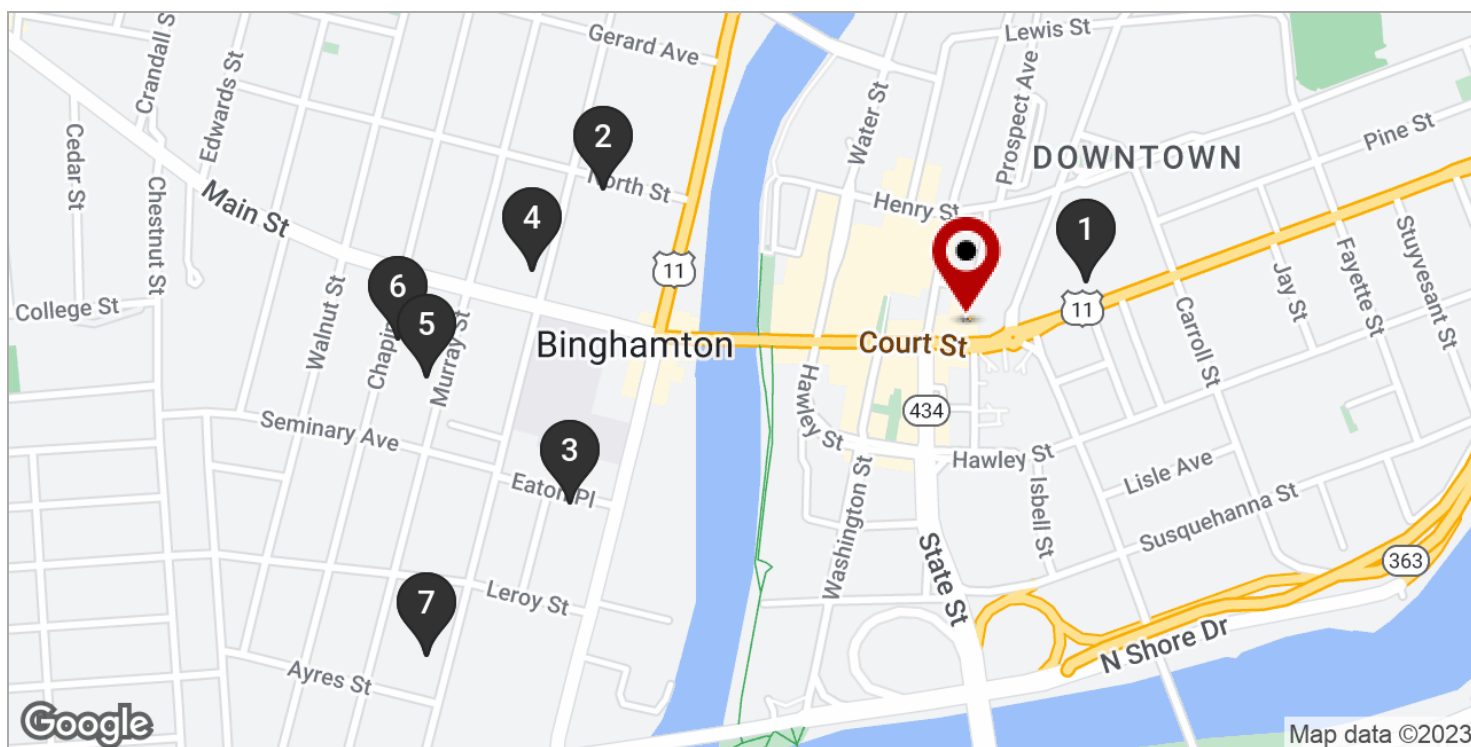 Gerard Ave
Lewis St
Crandall S
Edwards St
Cedar St
Chestnut St
Water St
Prospect Ave
Pine St
DOWNTOWN
2
North St
Main St
Henry St
4
1
11
11
Stuyvesant St
Fayette St
Jay St
Carroll St
College St
6
5
Walnut St
Chapin
Murray St
Binghamton
Court St
Hawley St
434
Seminary Ave
3
Eaton Pl
Hawley St
Lisle Ave
Isbell St
Susquehanna St
Washington St
State St
363
7
Leroy St
N Shore Dr
Ayres St
Google
Map data ©2023